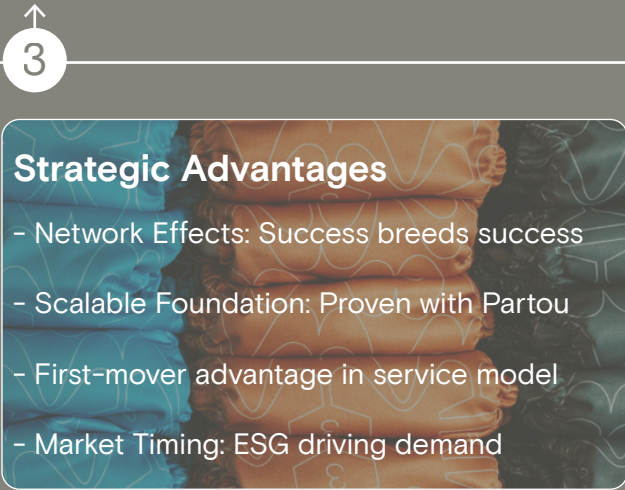 3
Strategic Advantages
- Network Effects: Success breeds success
- Scalable Foundation: Proven with Partou
- First-mover advantage in service model
- Market Timing: ESG driving demand